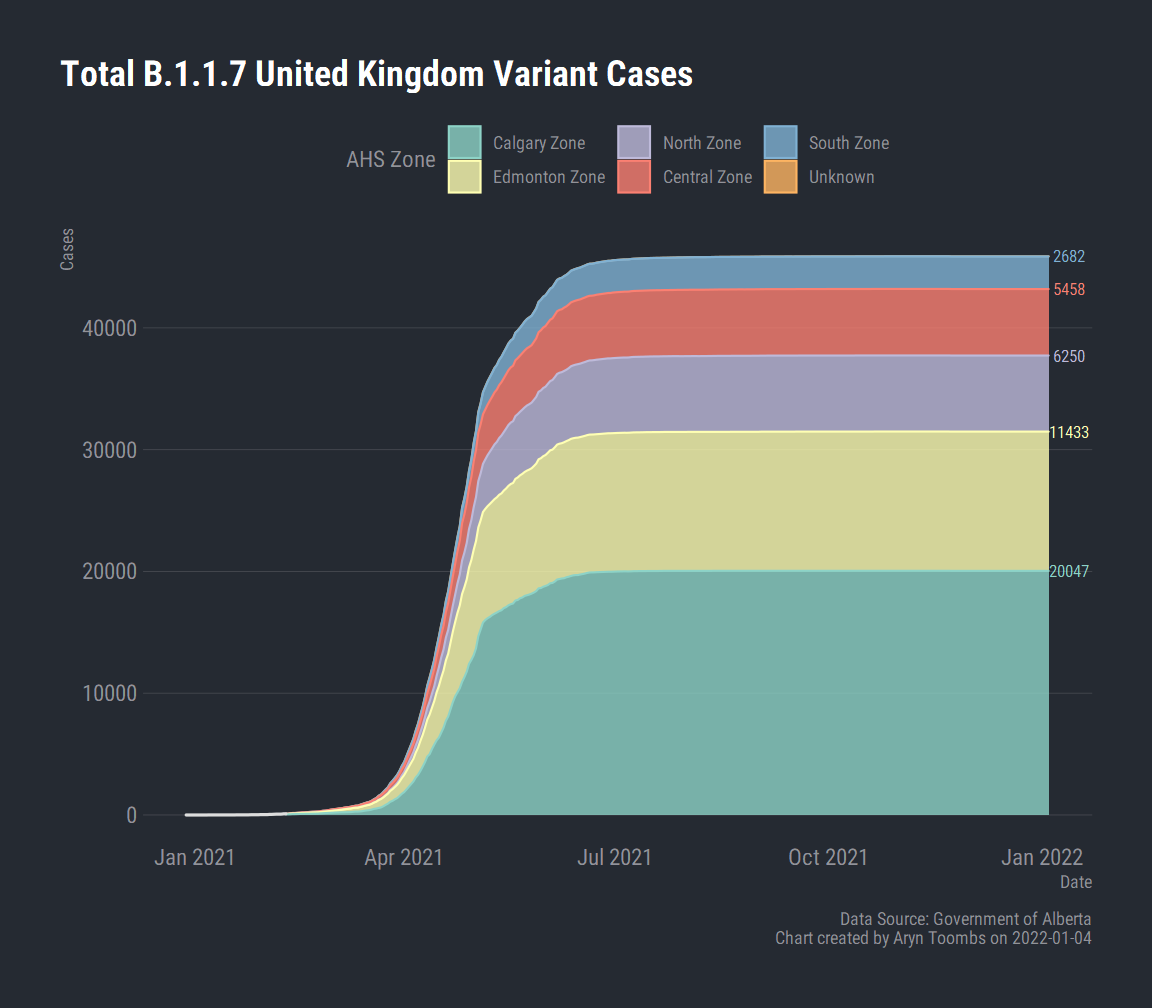 Total B.1.1.7 United Kingdom Variant Cases
AHS Zone
Calgary Zone
North Zone
South Zone
Edmonton Zone
Central Zone
Unknown
Cases
2682
5458
40000
6250
11433
30000
20000
20047
10000
0
Jan 2021
Apr 2021
Jul 2021
Oct 2021
Jan 2022
Date
Data Source: Government of Alberta
Chart created by Aryn Toombs on 2022-01-04